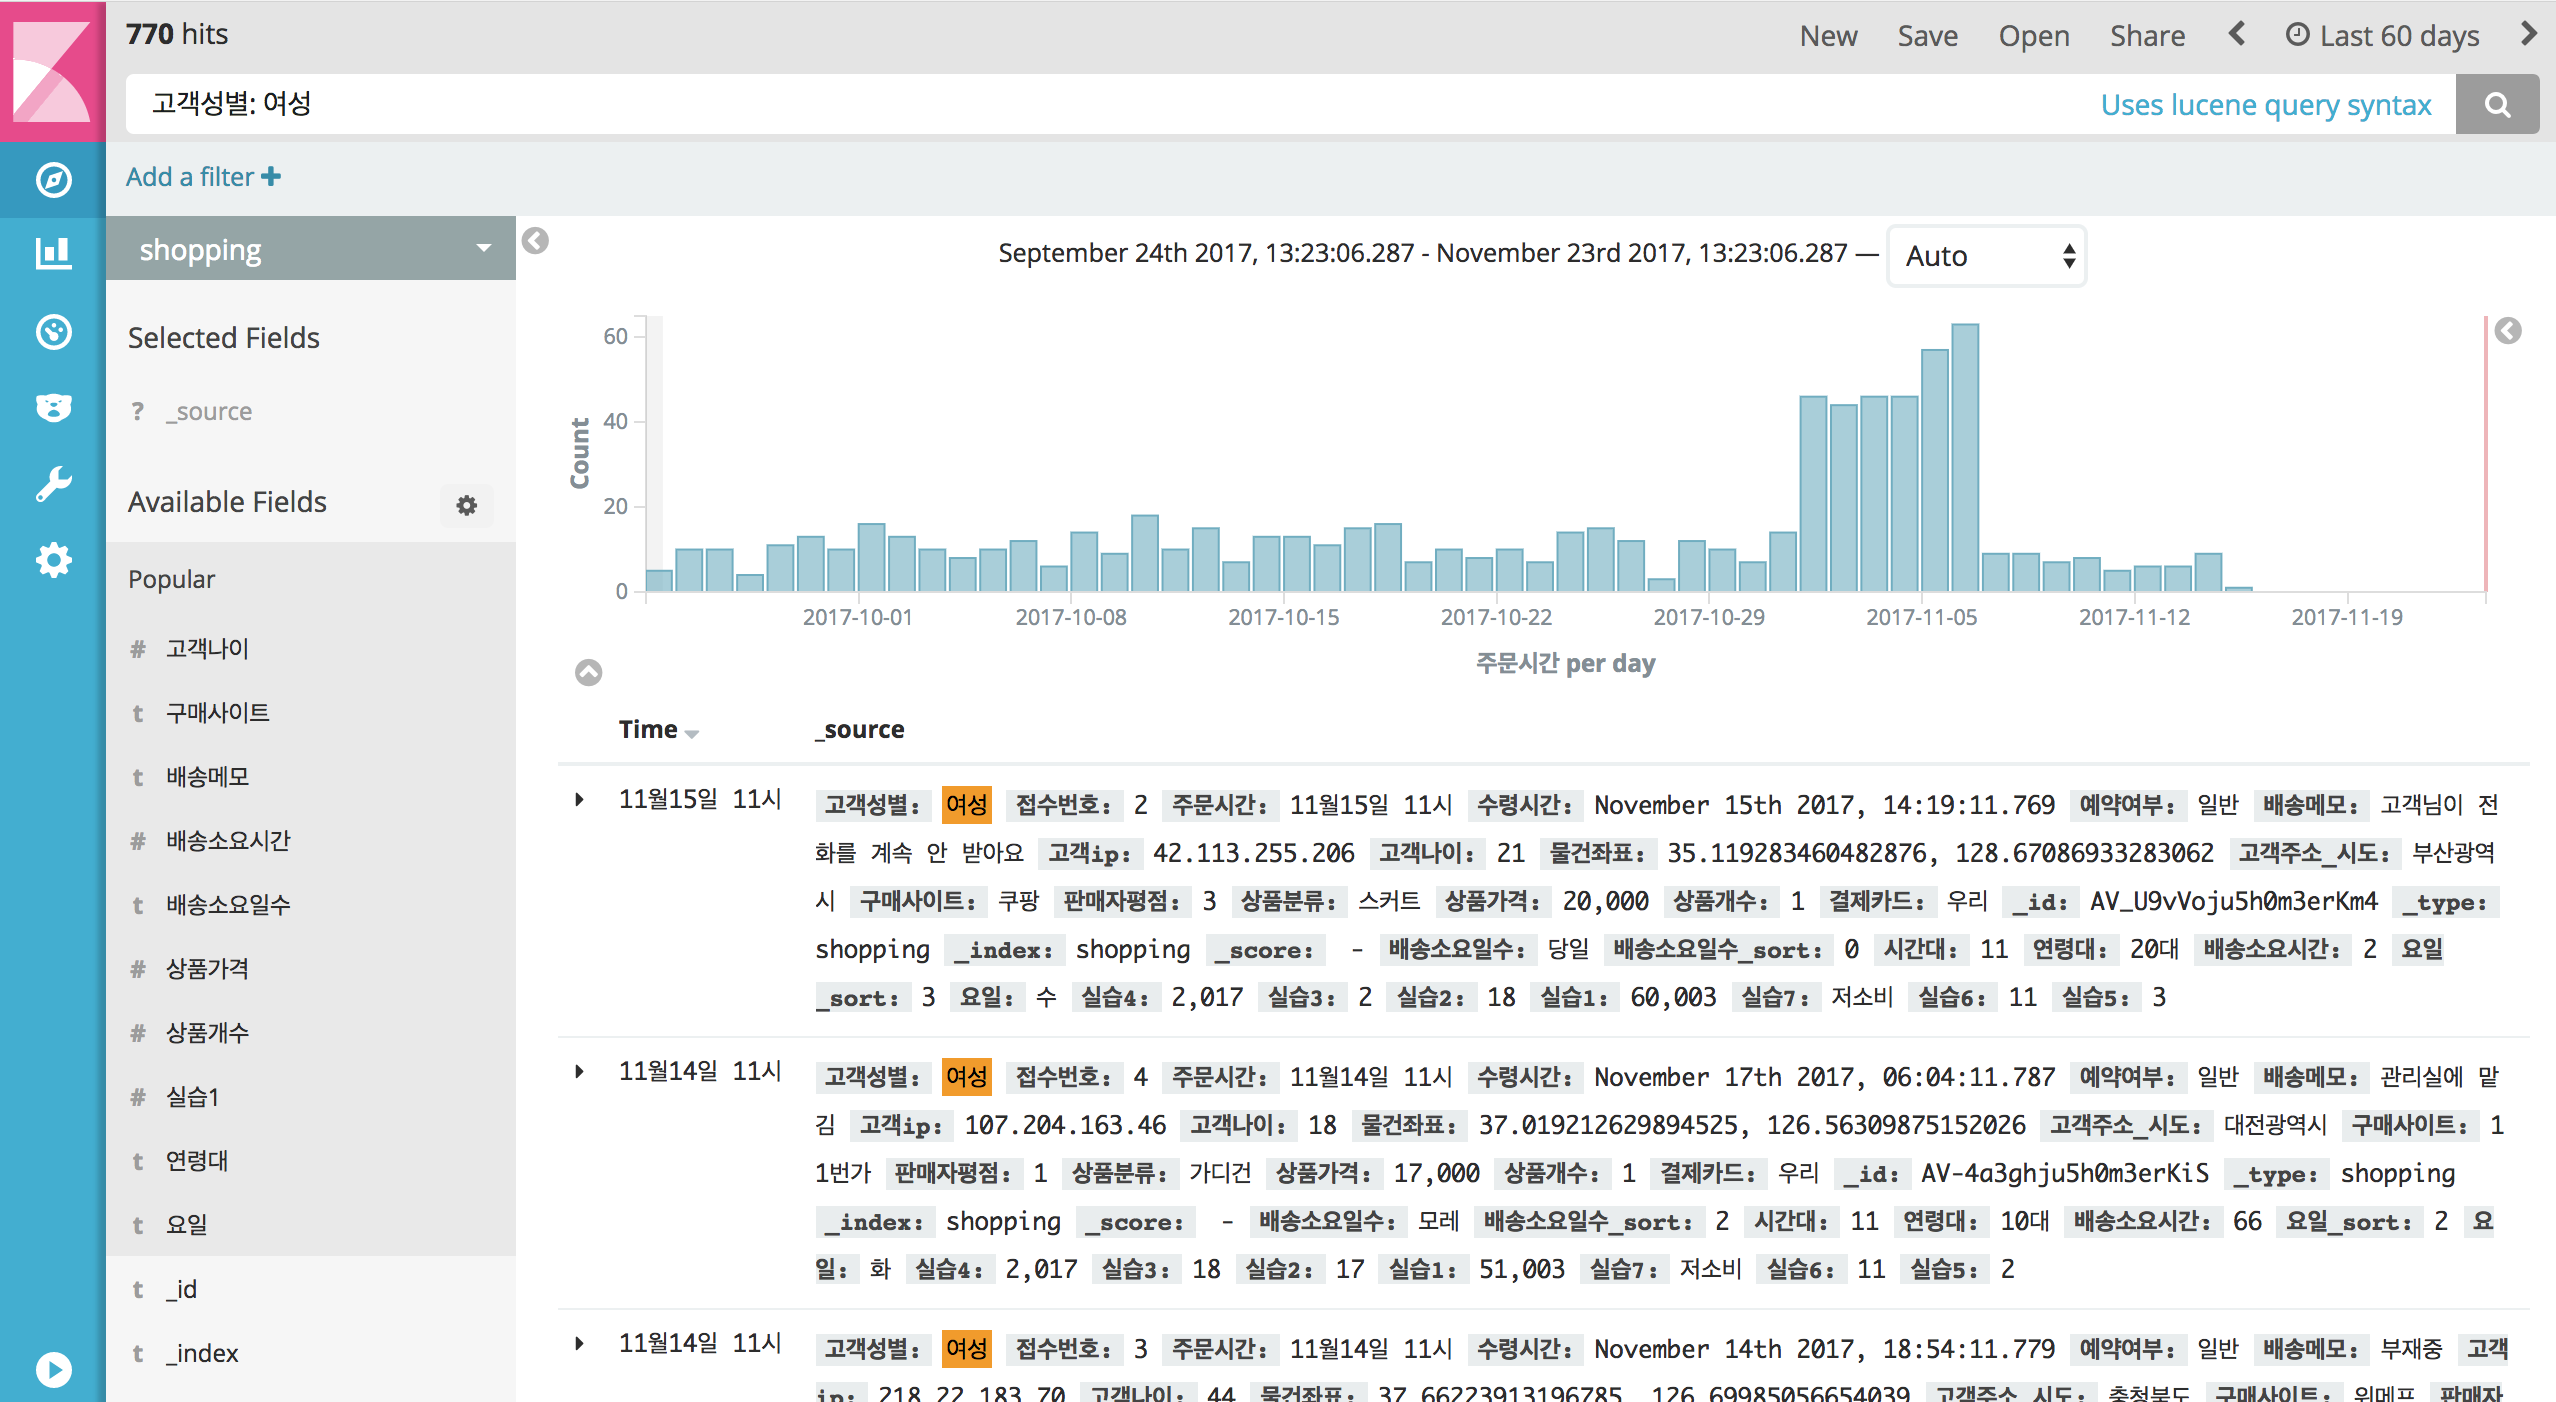 770 hits
New Save Open Share Last 60 days
고객성별: 여성
Uses lucene query syntax
Add a filter
shopping
Selected Fields
? _source
Available Fields
Popular
# 고객나이
t 구매사이트
t 배송메모
# 배송소요시간
t 배송소요일수
# 상품가격
# 상품개수
# 실습1
t 연령대
t 요일
t _id
t _index
September 24th 2017, 13:23:06.287 - November 23rd 2017, 13:23:06.287 — Auto
Count
60
40
20
0
2017-10-01 2017-10-08 2017-10-15 2017-10-22 2017-10-29 2017-11-05 2017-11-12 2017-11-19
주문시간 per day
Time _source
11월15일 11시 고객성별: 여성 접수번호: 2 주문시간: 11월15일 11시 수령시간: November 15th 2017, 14:19:11.769 예약여부: 일반 배송메모: 고객님이 전
화를 계속 안 받아요 고객ip: 42.113.255.206 고객나이: 21 물건좌표: 35.119283460482876, 128.67086933283062 고객주소_시도: 부산광역
시 구매사이트: 쿠팡 판매자평점: 3 상품분류: 스커트 상품가격: 20,000 상품개수: 1 결제카드: 우리 _id: AV_U9vVoju5h0m3erKm4 _type:
shopping _index: shopping _score: - 배송소요일수: 당일 배송소요일수_sort: 0 시간대: 11 연령대: 20대 배송소요시간: 2 요일
_sort: 3 요일: 수 실습4: 2,017 실습3: 2 실습2: 18 실습1: 60,003 실습7: 저소비 실습6: 11 실습5: 3
11월14일 11시 고객성별: 여성 접수번호: 4 주문시간: 11월14일 11시 수령시간: November 17th 2017, 06:04:11.787 예약여부: 일반 배송메모: 관리실에 맡
김 고객ip: 107.204.163.46 고객나이: 18 물건좌표: 37.019212629894525, 126.56309875152026 고객주소_시도: 대전광역시 구매사이트: 1
1번가 판매자평점: 1 상품분류: 가디건 상품가격: 17,000 상품개수: 1 결제카드: 우리 _id: AV-4a3ghju5h0m3erKiS _type: shopping
_index: shopping _score: - 배송소요일수: 모레 배송소요일수_sort: 2 시간대: 11 연령대: 10대 배송소요시간: 66 요일_sort: 2 요
일: 화 실습4: 2,017 실습3: 18 실습2: 17 실습1: 51,003 실습7: 저소비 실습6: 11 실습5: 2
11월14일 11시 고객성별: 여성 접수번호: 3 주문시간: 11월14일 11시 수령시간: November 14th 2017, 18:54:11.779 예약여부: 일반 배송메모: 부재중 고객
ip: 218.22.183.70 고객나이: 44 물건좌표: 37.66223913196785, 126.69985056654039 고객주소_시도: 충청북도 구매사이트: 위메프 판매자